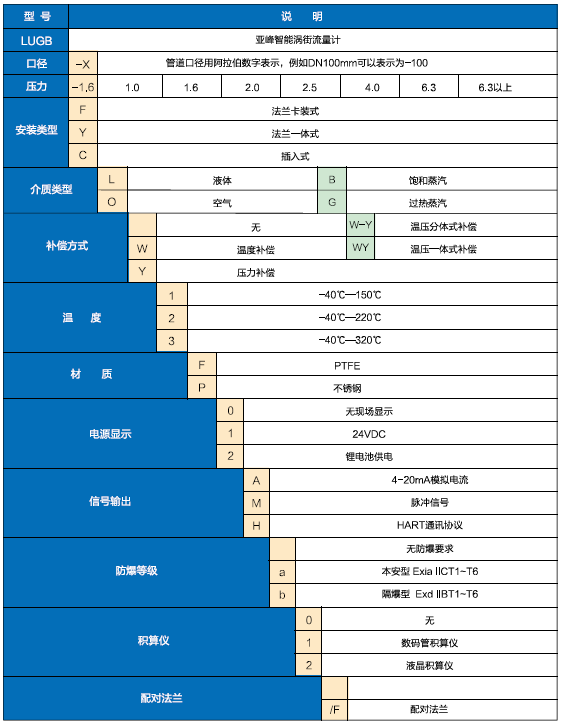 型 号 说 明
LUGB 亚峰智能涡街流量计
口径 -X 管道口径用阿拉伯数字表示，例如DN100mm可以表示为-100
压力 -1.6 1.0 1.6 2.0 2.5 4.0 6.3 6.3以上
安装类型 F 法兰卡装式
Y 法兰一体式
C 插入式
介质类型 L 液体 B 饱和蒸汽
O 空气 G 过热蒸汽
补偿方式 无 W-Y 温压分体式补偿
W 温度补偿 WY 温压一体式补偿
Y 压力补偿
温 度 1 -40℃—150℃
2 -40℃—220℃
3 -40℃—320℃
材 质 F PTFE
P 不锈钢
电源显示 0 无现场显示
1 24VDC
2 锂电池供电
信号输出 A 4-20mA模拟电流
M 脉冲信号
H HART通讯协议
防爆等级 无防爆要求
a 本安型 Exia IICT1~T6
b 隔爆型 Exd IIBT1~T6
积算仪 0 无
1 数码管积算仪
2 液晶积算仪
配对法兰
/F 配对法兰